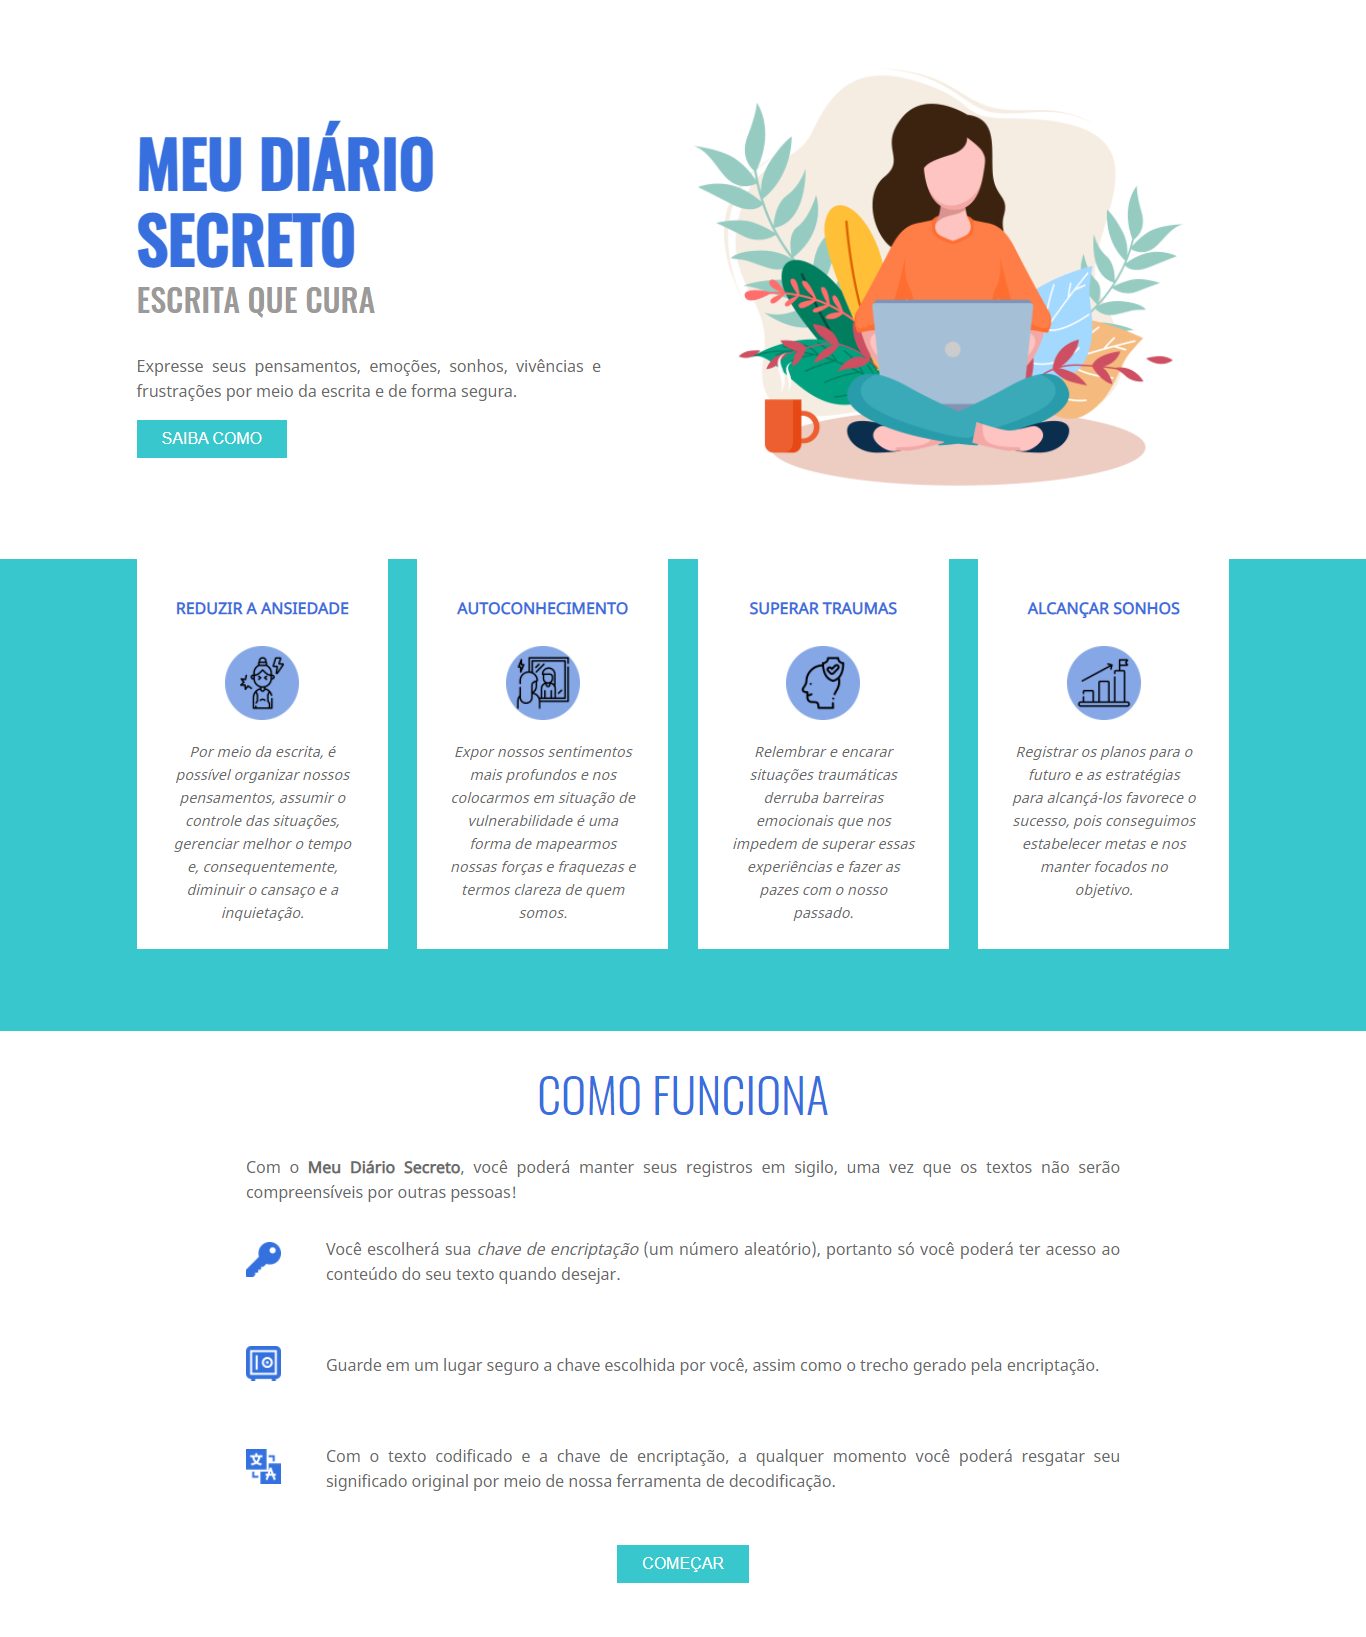 MEU DIÁRIO
SECRETO
ESCRITA QUE CURA
Expresse seus pensamentos, emoções, sonhos, vivências e
frustrações por meio da escrita e de forma segura.
SAIBA COMO
REDUZIR A ANSIEDADE
Por meio da escrita, é
possível organizar nossos
pensamentos, assumir o
controle das situações,
gerenciar melhor o tempo
e, consequentemente,
diminuir o cansaço e a
inquietação.
AUTOCONHECIMENTO
Expor nossos sentimentos
mais profundos e nos
colocarmos em situação de
vulnerabilidade é uma
forma de mapearmos
nossas forças e fraquezas e
termos clareza de quem
somos.
SUPERAR TRAUMAS
Relembrar e encarar
situações traumáticas
derruba barreiras
emocionais que nos
impedem de superar essas
experiências e fazer as
pazes com o nosso
passado.
ALCANÇAR SONHOS
Registrar os planos para o
futuro e as estratégias
para alcançá-los favorece o
sucesso, pois conseguimos
estabelecer metas e nos
manter focados no
objetivo.
COMO FUNCIONA
Com o Meu Diário Secreto, você poderá manter seus registros em sigilo, uma vez que os textos não serão
compreensíveis por outras pessoas!
Você escolherá sua chave de encriptação (um número aleatório), portanto só você poderá ter acesso ao
conteúdo do seu texto quando desejar.
Guarde em um lugar seguro a chave escolhida por você, assim como o trecho gerado pela encriptação.
Com o texto codificado e a chave de encriptação, a qualquer momento você poderá resgatar seu
significado original por meio de nossa ferramenta de decodificação.
COMEÇAR